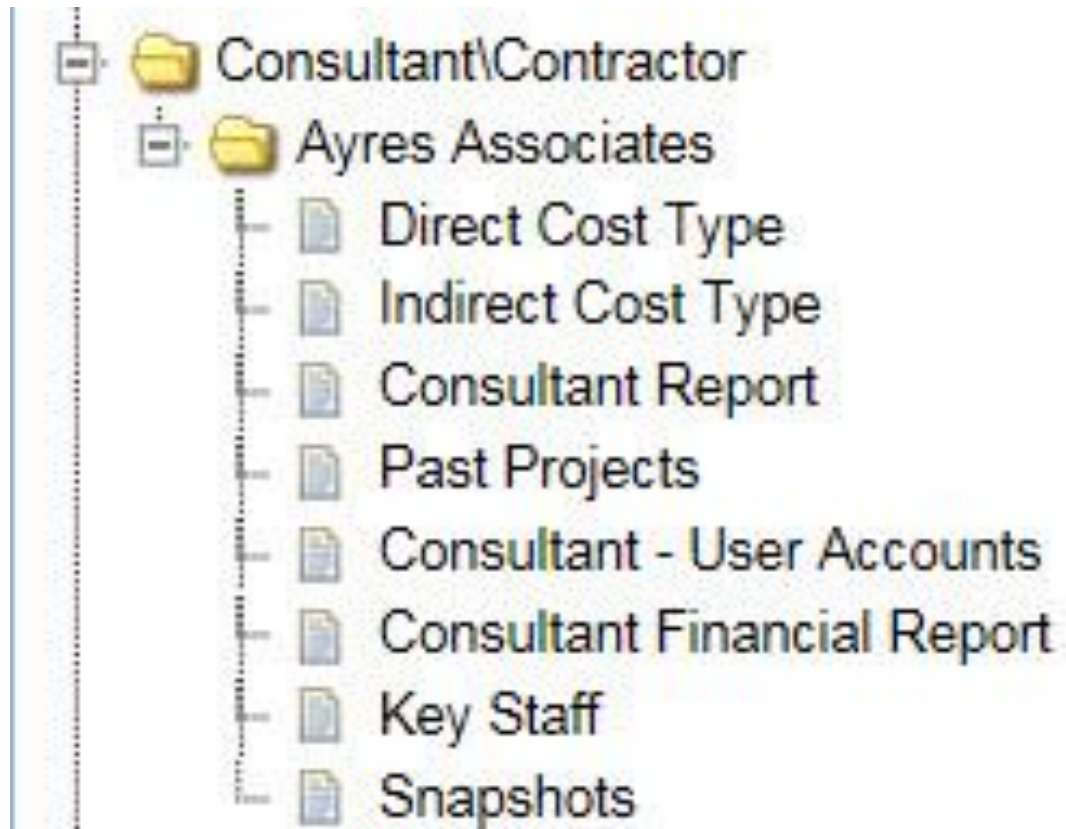 Consultant\Contractor
Ayres Associates
Direct Cost Type
Indirect Cost Type
Consultant Report
Past Projects
Consultant - User Accounts
Consultant Financial Report
Key Staff
Snapshots